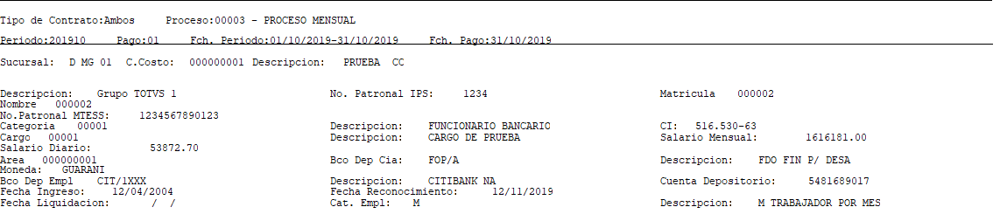 Tipo de Contrato:Ambos Proceso:00003 - PROCESO MENSUAL
Periodo:201910 Pago:01 Fch. Periodo:01/10/2019-31/10/2019 Fch. Pago:31/10/2019
Sucursal: D MG 01 C.Costo: 000000001 Descripcion: PRUEBA CC
Descripcion: Grupo TOTVS 1 No. Patronal IPS: 1234 Matricula 000002
Nombre 000002
No.Patronal MTESS: 1234567890123
Categoria 00001 Descripcion: FUNCIONARIO BANCARIO CI: 516.530-63
Cargo 00001 Descripcion: CARGO DE PRUEBA Salario Mensual: 1616181.00
Salario Diario: 53872.70
Area 000000001 Bco Dep Cia: FOP/A Descripcion: FDO FIN P/ DESA
Moneda: GUARANI
Bco Dep Empl CIT/1XXX Descripcion: CITIBANK NA Cuenta Depositorio: 5481689017
Fecha Ingreso: 12/04/2004 Fecha Reconocimiento: 12/11/2019
Fecha Liquidacion: / / Cat. Empl: M Descripcion: M TRABAJADOR POR MES